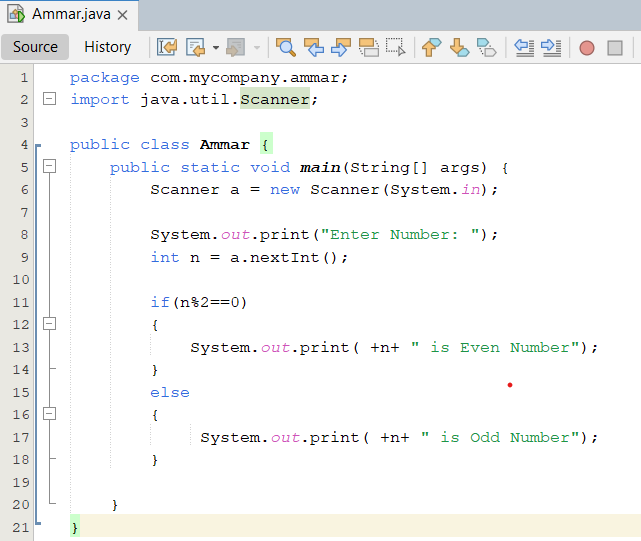 Ammar.java
Source History
1 package com.mycompany.ammar;
2 import java.util.Scanner;
3
4 public class Ammar {
5 public static void main(String[] args) {
6 Scanner a = new Scanner(System.in);
7
8 System.out.print("Enter Number: ");
9 int n = a.nextInt();
10
11 if(n%2==0)
12 {
13 System.out.print( +n+ " is Even Number");
14 }
15 else
16 {
17 System.out.print( +n+ " is Odd Number");
18 }
19
20 }
21 }